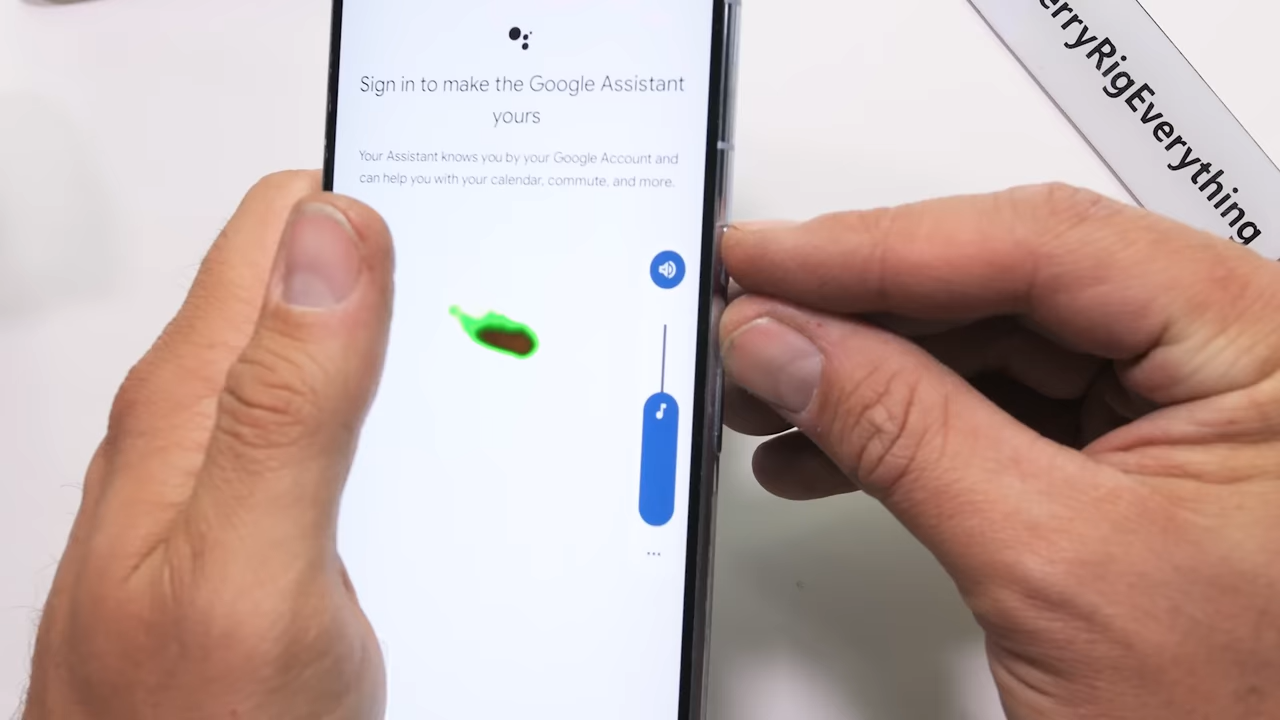 Sign in to make the Google Assistant
yours
Your Assistant knows you by your Google Account and
can help you with your calendar, commute, and more.
erryRigEverything